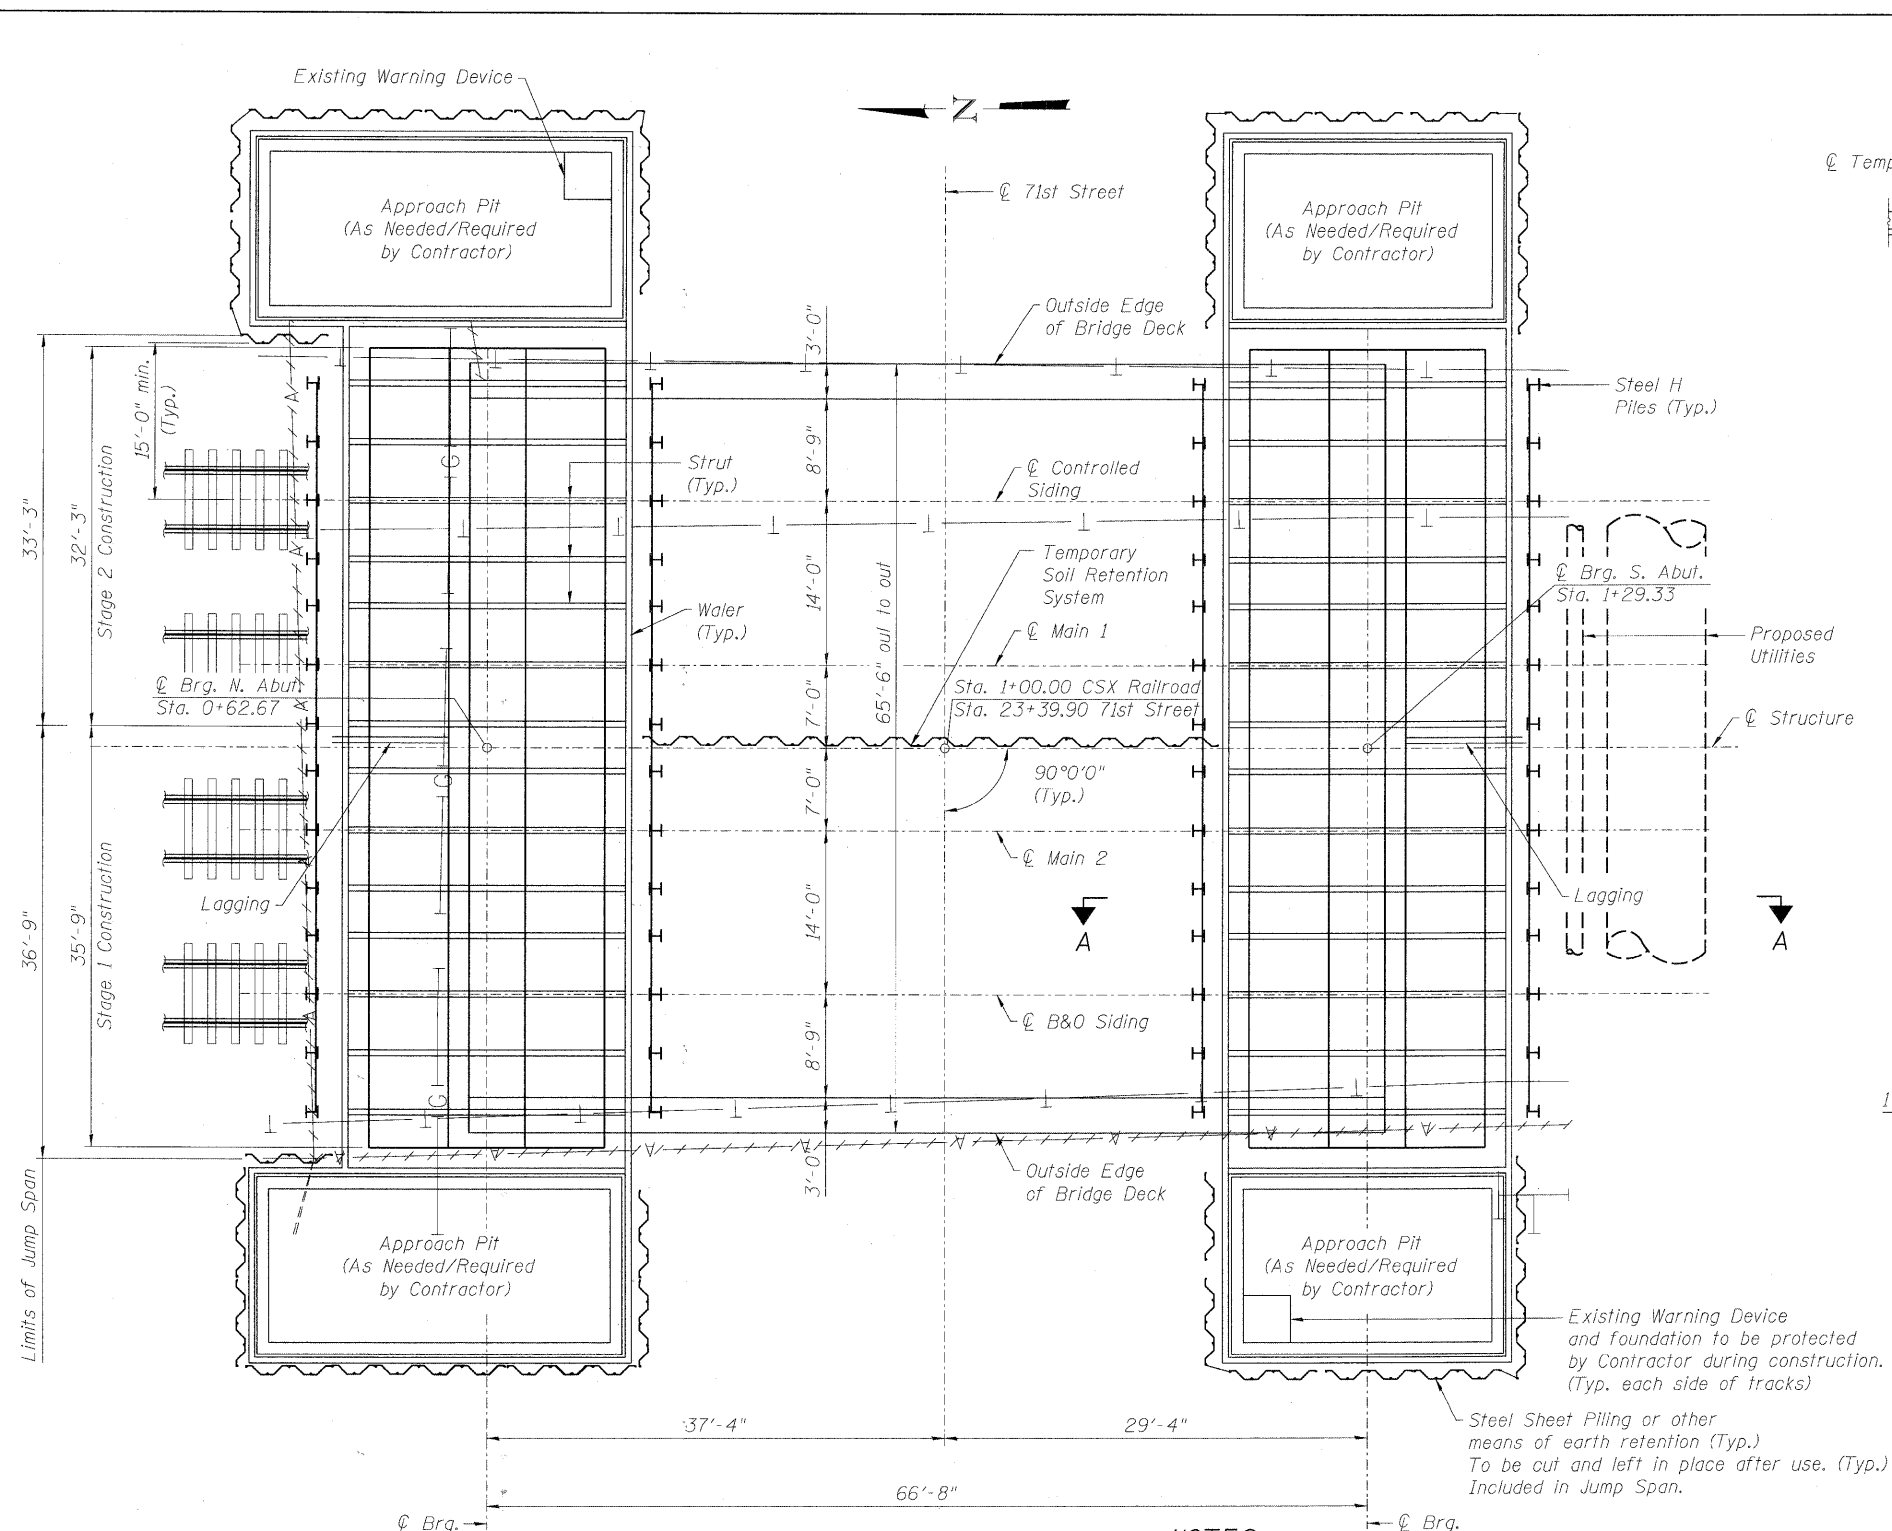 Existing Warning Device
N
℄ 71st Street
℄ Temp
Approach Pit
(As Needed/Required
by Contractor)
Approach Pit
(As Needed/Required
by Contractor)
Outside Edge
of Bridge Deck
3'-0"
15'-0" min.
(Typ.)
Steel H
Piles (Typ.)
8'-9"
Strut
(Typ.)
℄ Controlled
Siding
33'-3"
32'-3"
Stage 2 Construction
14'-0"
65'-6" out to out
Temporary
Soil Retention
System
℄ Brg. S. Abut.
Sta. 1+29.33
Waler
(Typ.)
℄ Main 1
Proposed
Utilities
℄ Brg. N. Abut.
Sta. 0+62.67
7'-0"
Sta. 1+00.00 CSX Railroad
Sta. 23+39.90 71st Street
℄ Structure
7'-0"
90°0'0"
(Typ.)
℄ Main 2
Lagging
Lagging
36'-9"
35'-9"
Stage 1 Construction
14'-0"
A
A
℄ B&O Siding
8'-9"
3'-0"
Outside Edge
of Bridge Deck
Limits of Jump Span
Approach Pit
(As Needed/Required
by Contractor)
Approach Pit
(As Needed/Required
by Contractor)
Existing Warning Device
and foundation to be protected
by Contractor during construction.
(Typ. each side of tracks)
37'-4"
29'-4"
Steel Sheet Piling or other
means of earth retention (Typ.)
To be cut and left in place after use. (Typ.)
Included in Jump Span.
66'-8"
℄ Brg.
℄ Brg.